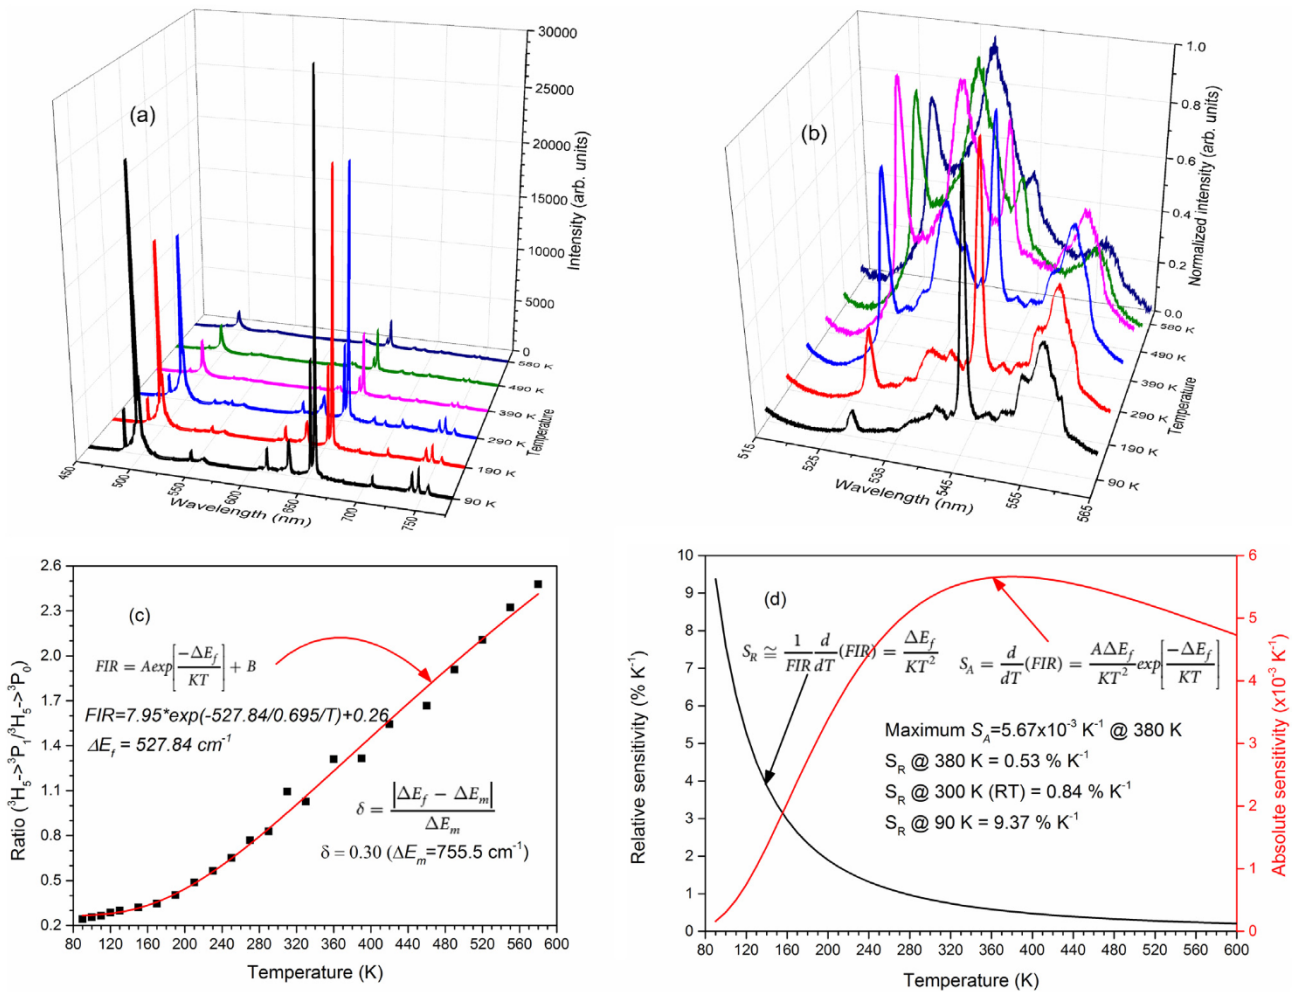 (a)
30000
25000
20000
15000
10000
5000
0
Intensity (arb. units)
580 K
490 K
390 K
290 K
190 K
90 K
Temperature
450
500
550
600
650
700
750
Wavelength (nm)
(b)
1.0
0.8
0.6
0.4
0.2
0.0
Normalized intensity (arb. units)
580 K
490 K
390 K
290 K
190 K
90 K
Temperature
515
525
535
545
555
565
Wavelength (nm)
(c)
2.6
2.3
2.0
1.7
1.4
1.1
0.8
0.5
0.2
Ratio (³H₅->³P₁/³H₅->³P₀)
FIR = Aexp[-ΔE_f/KT] + B
FIR=7.95*exp(-527.84/0.695/T)+0.26
ΔE_f = 527.84 cm⁻¹
δ = |ΔE_f − ΔE_m|/ΔE_m
δ = 0.30 (ΔE_m=755.5 cm⁻¹)
80 120 160 200 240 280 320 360 400 440 480 520 560 600
Temperature (K)
(d)
10
9
8
7
6
5
4
3
2
1
0
Relative sensitivity (% K⁻¹)
S_R ≅ 1/FIR d/dT(FIR) = ΔE_f/KT²
S_A = d/dT(FIR) = AΔE_f/KT² exp[-ΔE_f/KT]
Maximum S_A=5.67x10⁻³ K⁻¹ @ 380 K
S_R @ 380 K = 0.53 % K⁻¹
S_R @ 300 K (RT) = 0.84 % K⁻¹
S_R @ 90 K = 9.37 % K⁻¹
6
5
4
3
2
1
0
Absolute sensitivity (x10⁻³ K⁻¹)
80 120 160 200 240 280 320 360 400 440 480 520 560 600
Temperature (K)